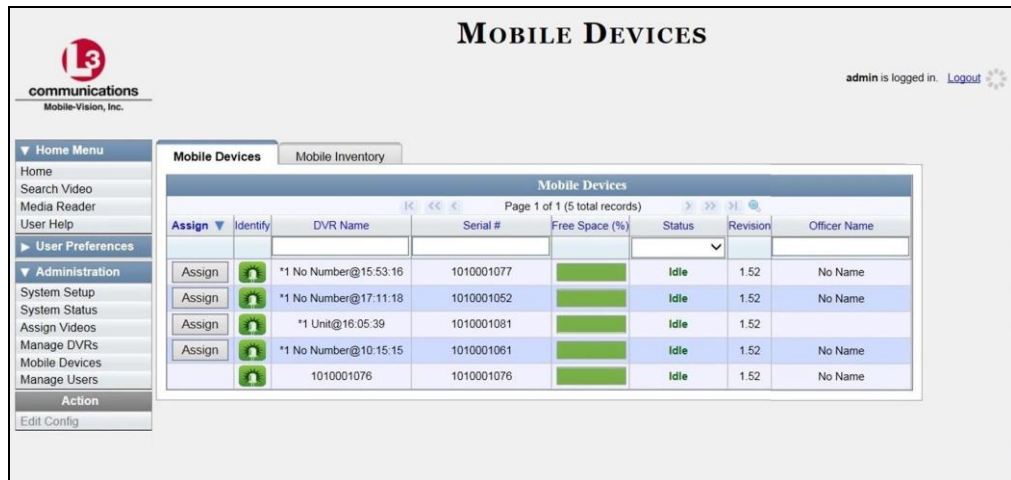 MOBILE DEVICES
L3
communications
Mobile-Vision, Inc.
admin is logged in. Logout
▼ Home Menu
Home
Search Video
Media Reader
User Help
▶ User Preferences
▼ Administration
System Setup
System Status
Assign Videos
Manage DVRs
Mobile Devices
Manage Users
Action
Edit Config
Mobile Devices Mobile Inventory
Mobile Devices
Page 1 of 1 (5 total records)
Assign ▼ Identify DVR Name Serial # Free Space (%) Status Revision Officer Name
Assign *1 No Number@15:53:16 1010001077 Idle 1.52 No Name
Assign *1 No Number@17:11:18 1010001052 Idle 1.52 No Name
Assign *1 Unit@16:05:39 1010001081 Idle 1.52
Assign *1 No Number@10:15:15 1010001061 Idle 1.52 No Name
1010001076 1010001076 Idle 1.52 No Name